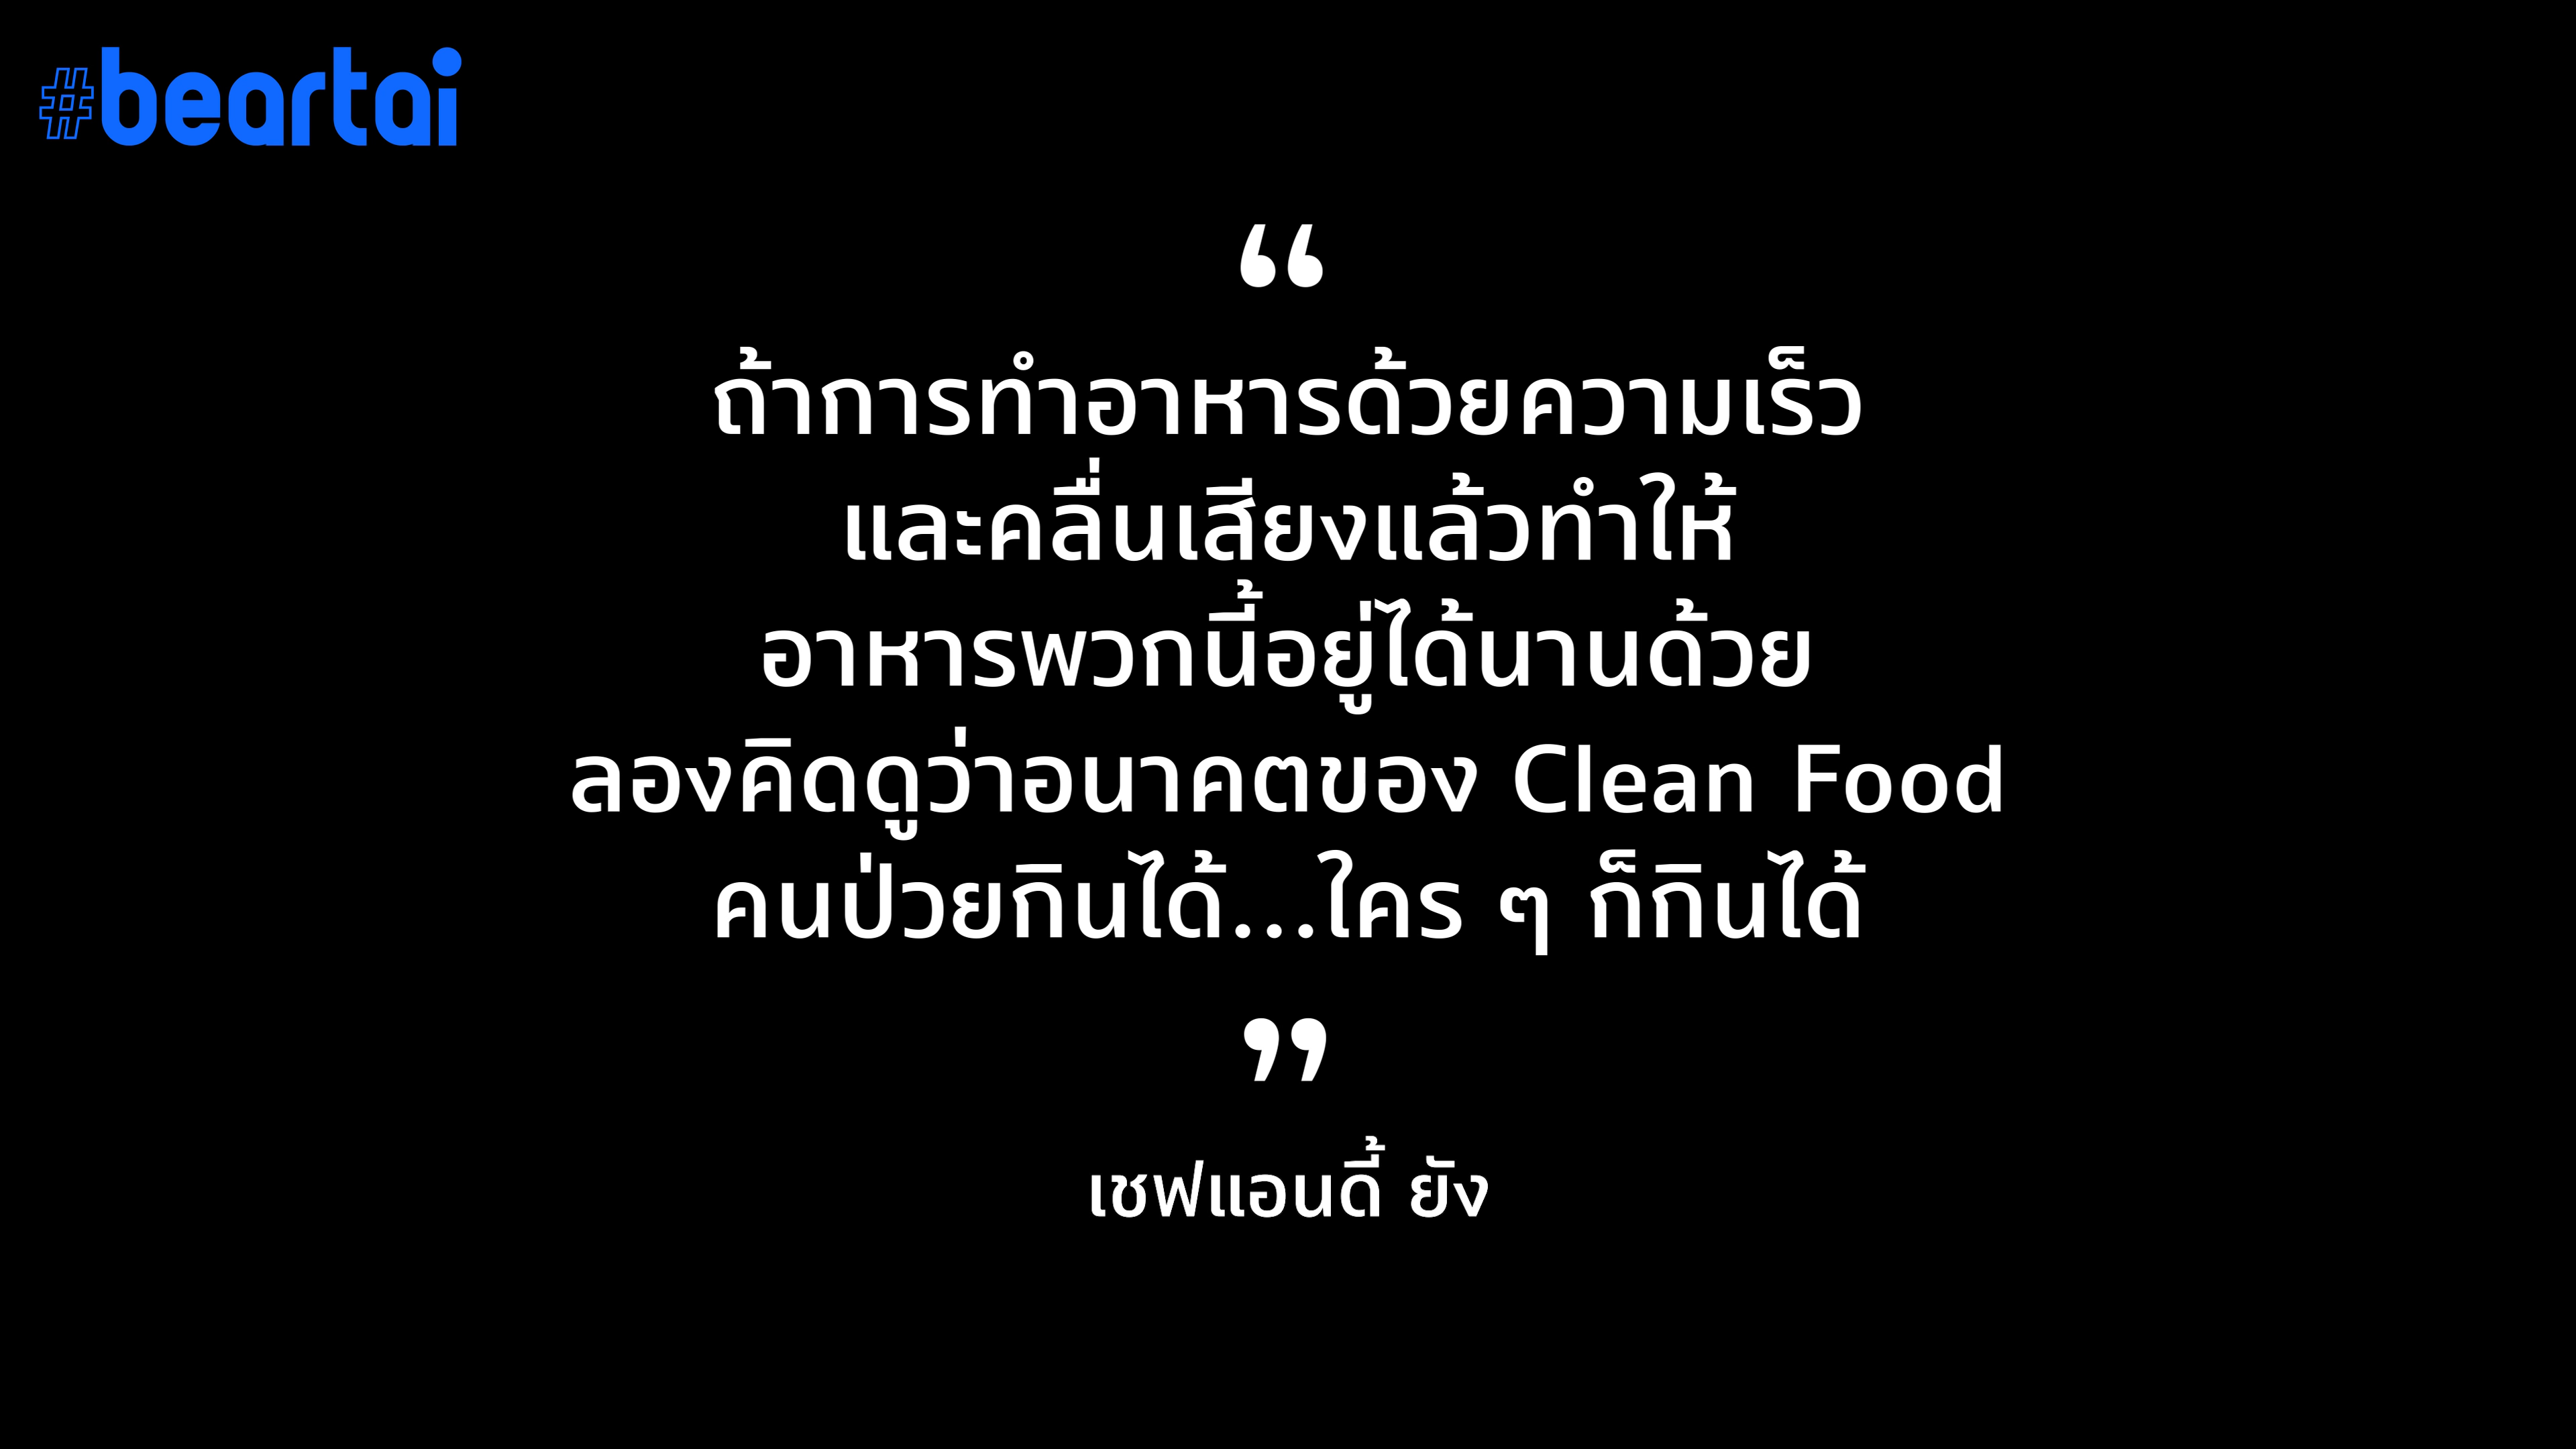 #beartai
“
ถ้าการทำอาหารด้วยความเร็ว
และคลื่นเสียงแล้วทำให้
อาหารพวกนี้อยู่ได้นานด้วย
ลองคิดดูว่าอนาคตของ Clean Food
คนป่วยกินได้...ใคร ๆ ก็กินได้
”
เชฟแอนดี้ ยัง